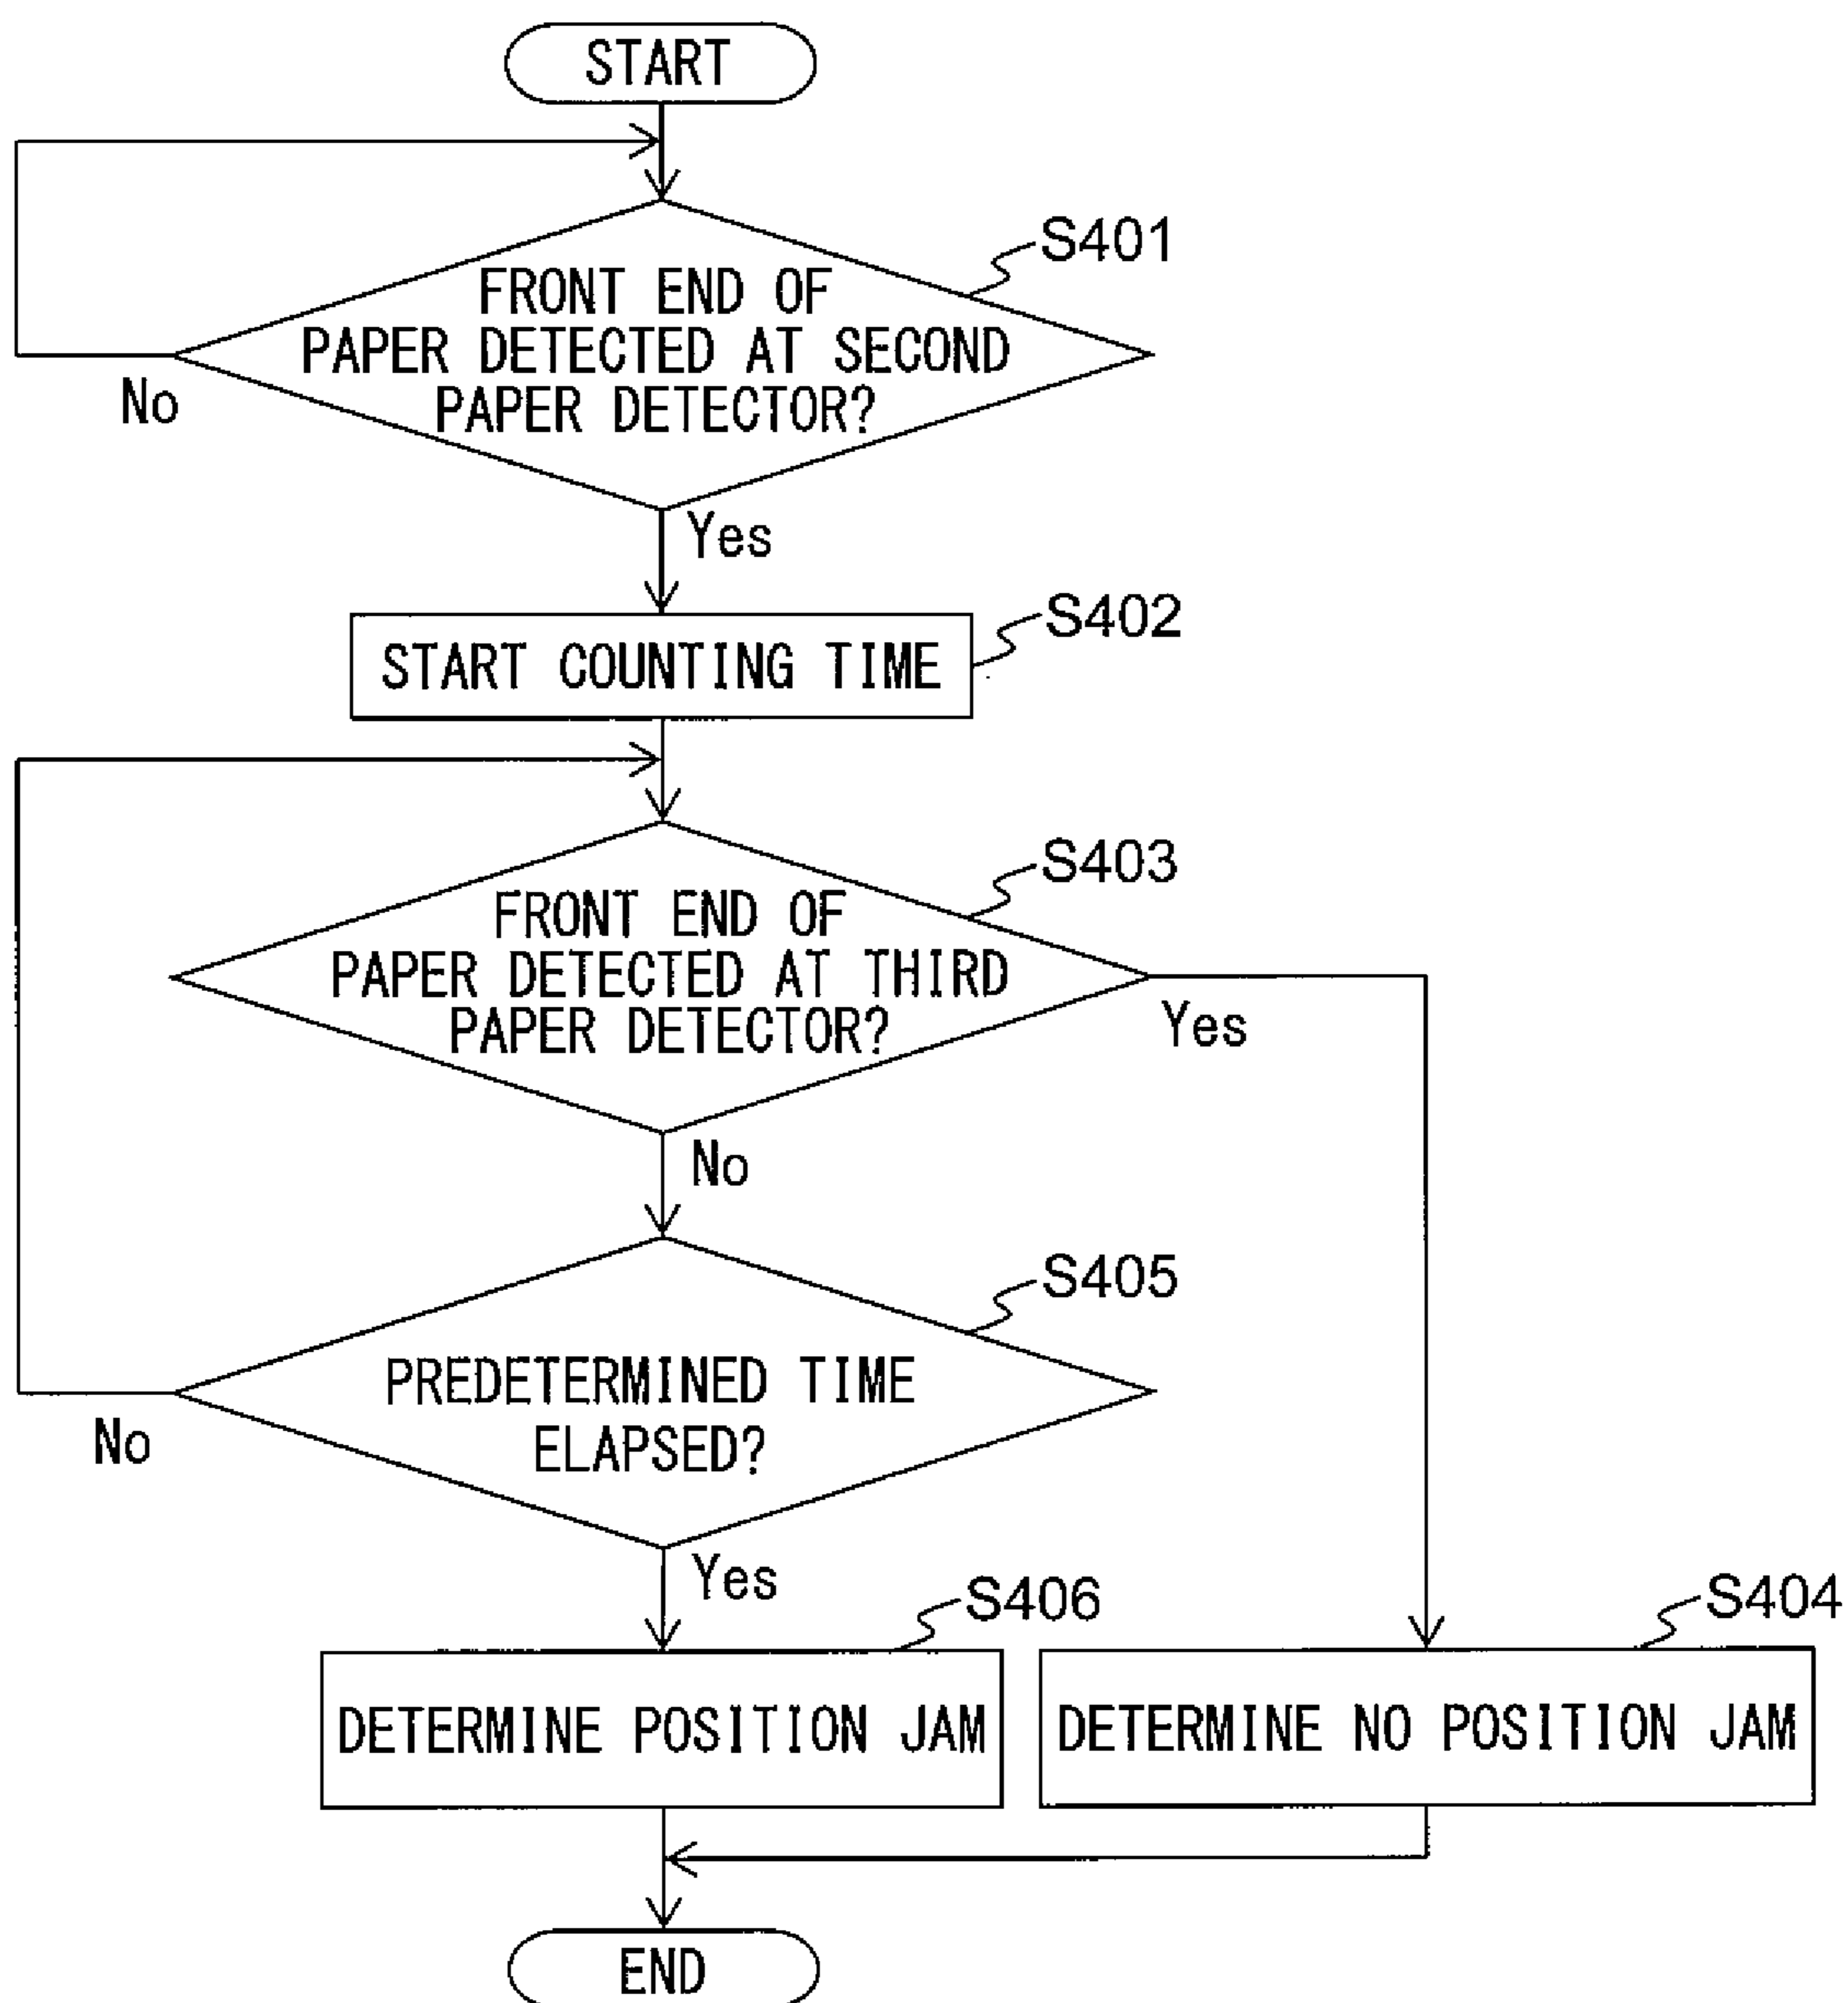 START
S401
FRONT END OF
PAPER DETECTED AT SECOND
PAPER DETECTOR?
No
Yes
S402
START COUNTING TIME
S403
FRONT END OF
PAPER DETECTED AT THIRD
PAPER DETECTOR?
Yes
No
S405
PREDETERMINED TIME
ELAPSED?
No
Yes
S406
S404
DETERMINE POSITION JAM
DETERMINE NO POSITION JAM
END